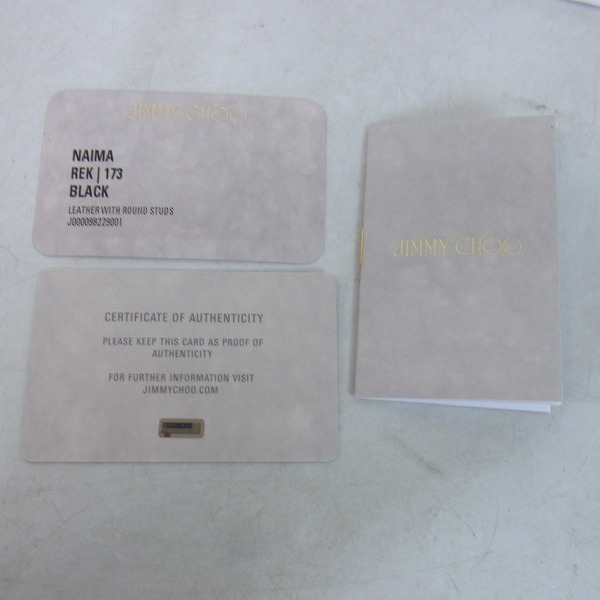 JIMMY CHOO
NAIMA
REK | 173
BLACK
LEATHER WITH ROUND STUDS
J000098229001
CERTIFICATE OF AUTHENTICITY
PLEASE KEEP THIS CARD AS PROOF OF
AUTHENTICITY
FOR FURTHER INFORMATION VISIT
JIMMYCHOO.COM
JIMMY CHOO